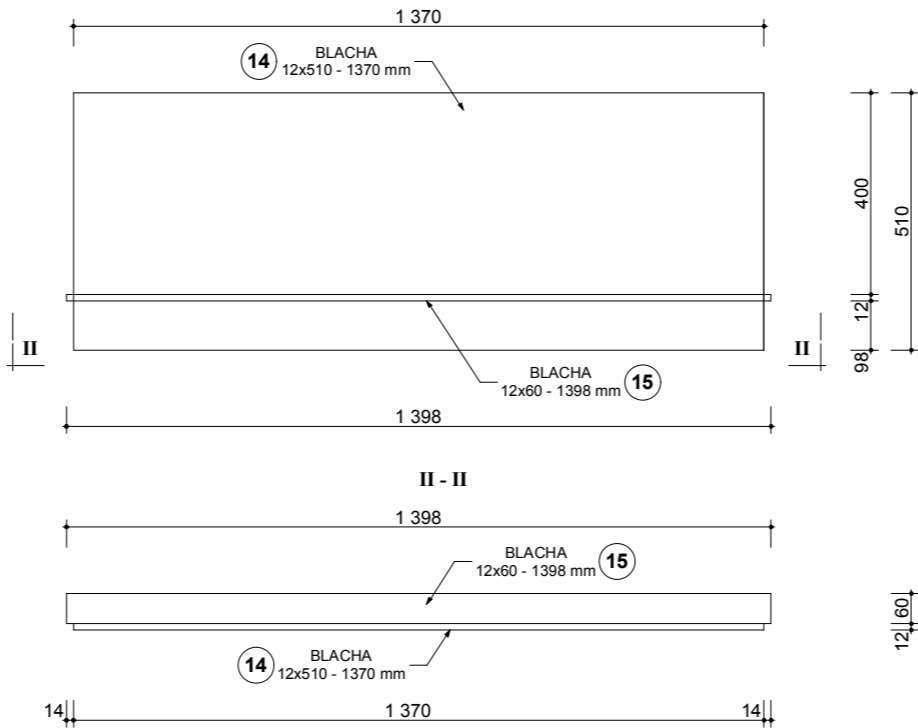 1 370
14 BLACHA
12x510 - 1370 mm
400
510
12
98
II II
BLACHA 15
12x60 - 1398 mm
1 398
II - II
1 398
BLACHA 15
12x60 - 1398 mm
60
12
14 BLACHA
12x510 - 1370 mm
14 1 370 14